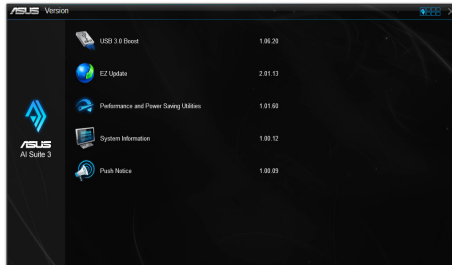 ASUS Version
USB 3.0 Boost 1.06.20
EZ Update 2.01.13
Performance and Power Saving Utilities 1.01.60
System Information 1.00.12
Push Notice 1.00.09
ASUS
AI Suite 3